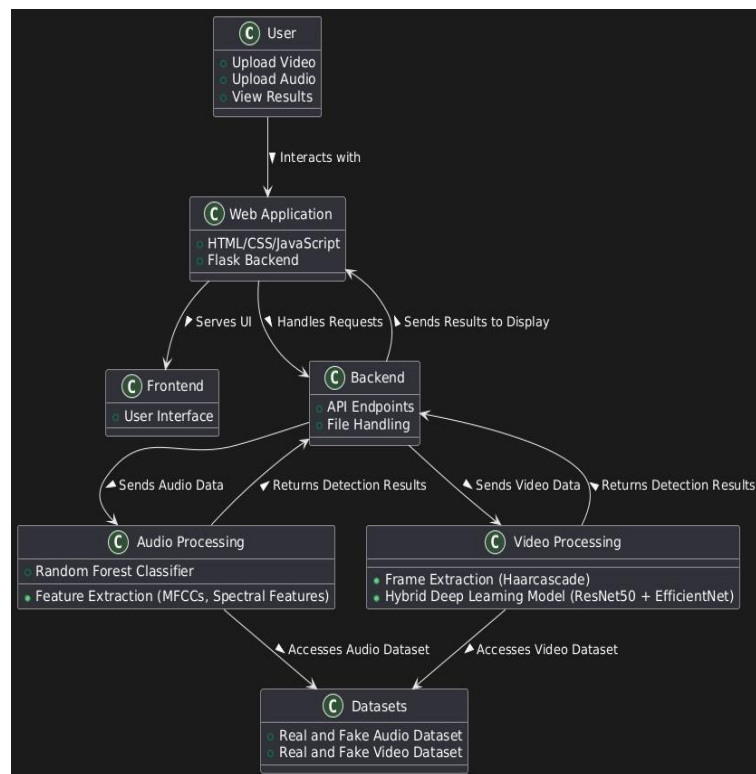 C User
Upload Video
Upload Audio
View Results
Interacts with
C Web Application
HTML/CSS/JavaScript
Flask Backend
Serves UI
Handles Requests
Sends Results to Display
C Frontend
User Interface
C Backend
API Endpoints
File Handling
Sends Audio Data
Returns Detection Results
Sends Video Data
Returns Detection Results
C Audio Processing
Random Forest Classifier
Feature Extraction (MFCCs, Spectral Features)
C Video Processing
Frame Extraction (Haarcascade)
Hybrid Deep Learning Model (ResNet50 + EfficientNet)
Accesses Audio Dataset
Accesses Video Dataset
C Datasets
Real and Fake Audio Dataset
Real and Fake Video Dataset